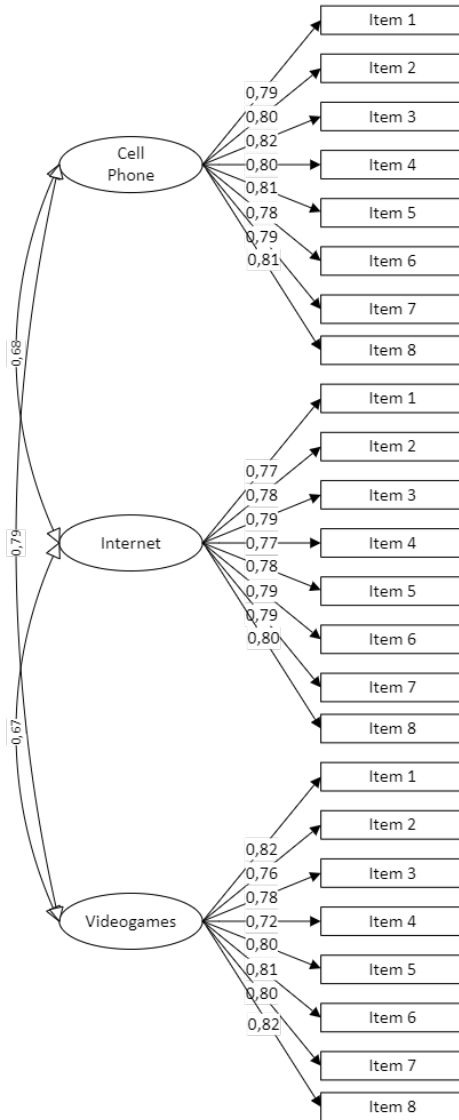 Item 1
Item 2
0,79
0,80
Item 3
0,82
Cell
Phone
0,80
Item 4
0,81
Item 5
0,78
0,79
Item 6
0,81
Item 7
0,68
Item 8
Item 1
Item 2
0,77
0,78
Item 3
0,79
Internet
0,77
Item 4
0,79
0,78
Item 5
0,79
0,79
Item 6
0,80
Item 7
0,67
Item 8
Item 1
Item 2
0,82
0,76
Item 3
0,78
Videogames
0,72
Item 4
0,80
Item 5
0,81
0,80
Item 6
0,82
Item 7
Item 8